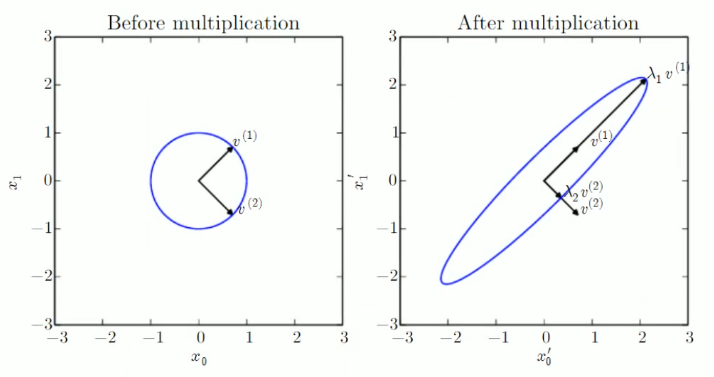 Before multiplication
3
2
1
0
−1
−2
−3
−3 −2 −1 0 1 2 3
x₁
x₀
v⁽¹⁾
v⁽²⁾
After multiplication
3
2
1
0
−1
−2
−3
−3 −2 −1 0 1 2 3
x₁′
x₀′
λ₁ v⁽¹⁾
v⁽¹⁾
λ₂ v⁽²⁾
v⁽²⁾